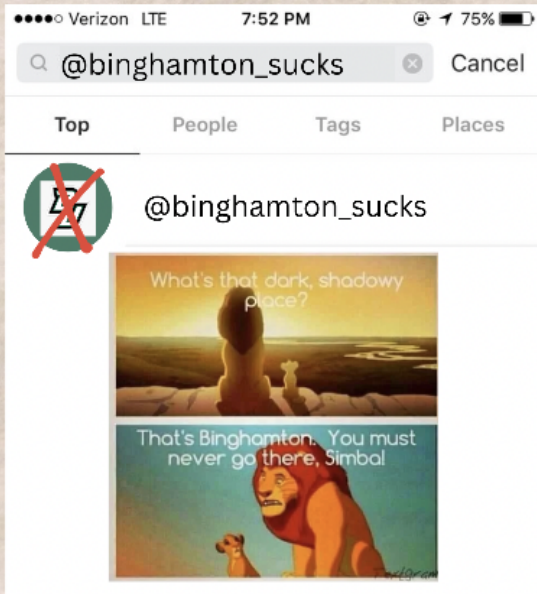 Verizon LTE 7:52 PM 75%
@binghamton_sucks Cancel
Top People Tags Places
@binghamton_sucks
What's that dark, shadowy
place?
That's Binghamton. You must
never go there, Simba!